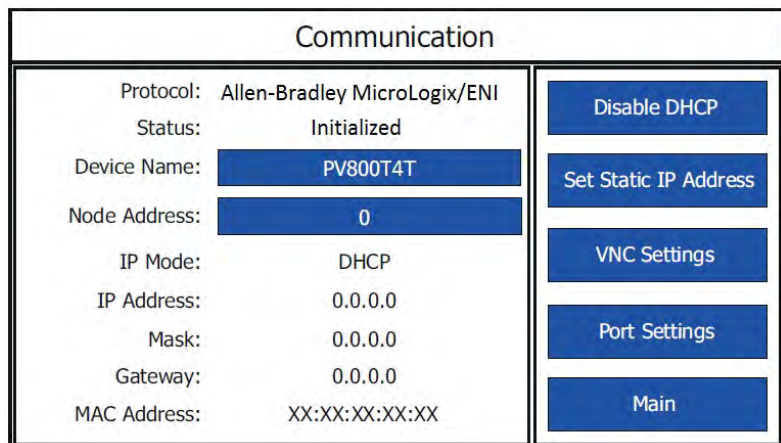 Communication
Protocol: Allen-Bradley MicroLogix/ENI
Status: Initialized
Device Name: PV800T4T
Node Address: 0
IP Mode: DHCP
IP Address: 0.0.0.0
Mask: 0.0.0.0
Gateway: 0.0.0.0
MAC Address: XX:XX:XX:XX:XX
Disable DHCP
Set Static IP Address
VNC Settings
Port Settings
Main